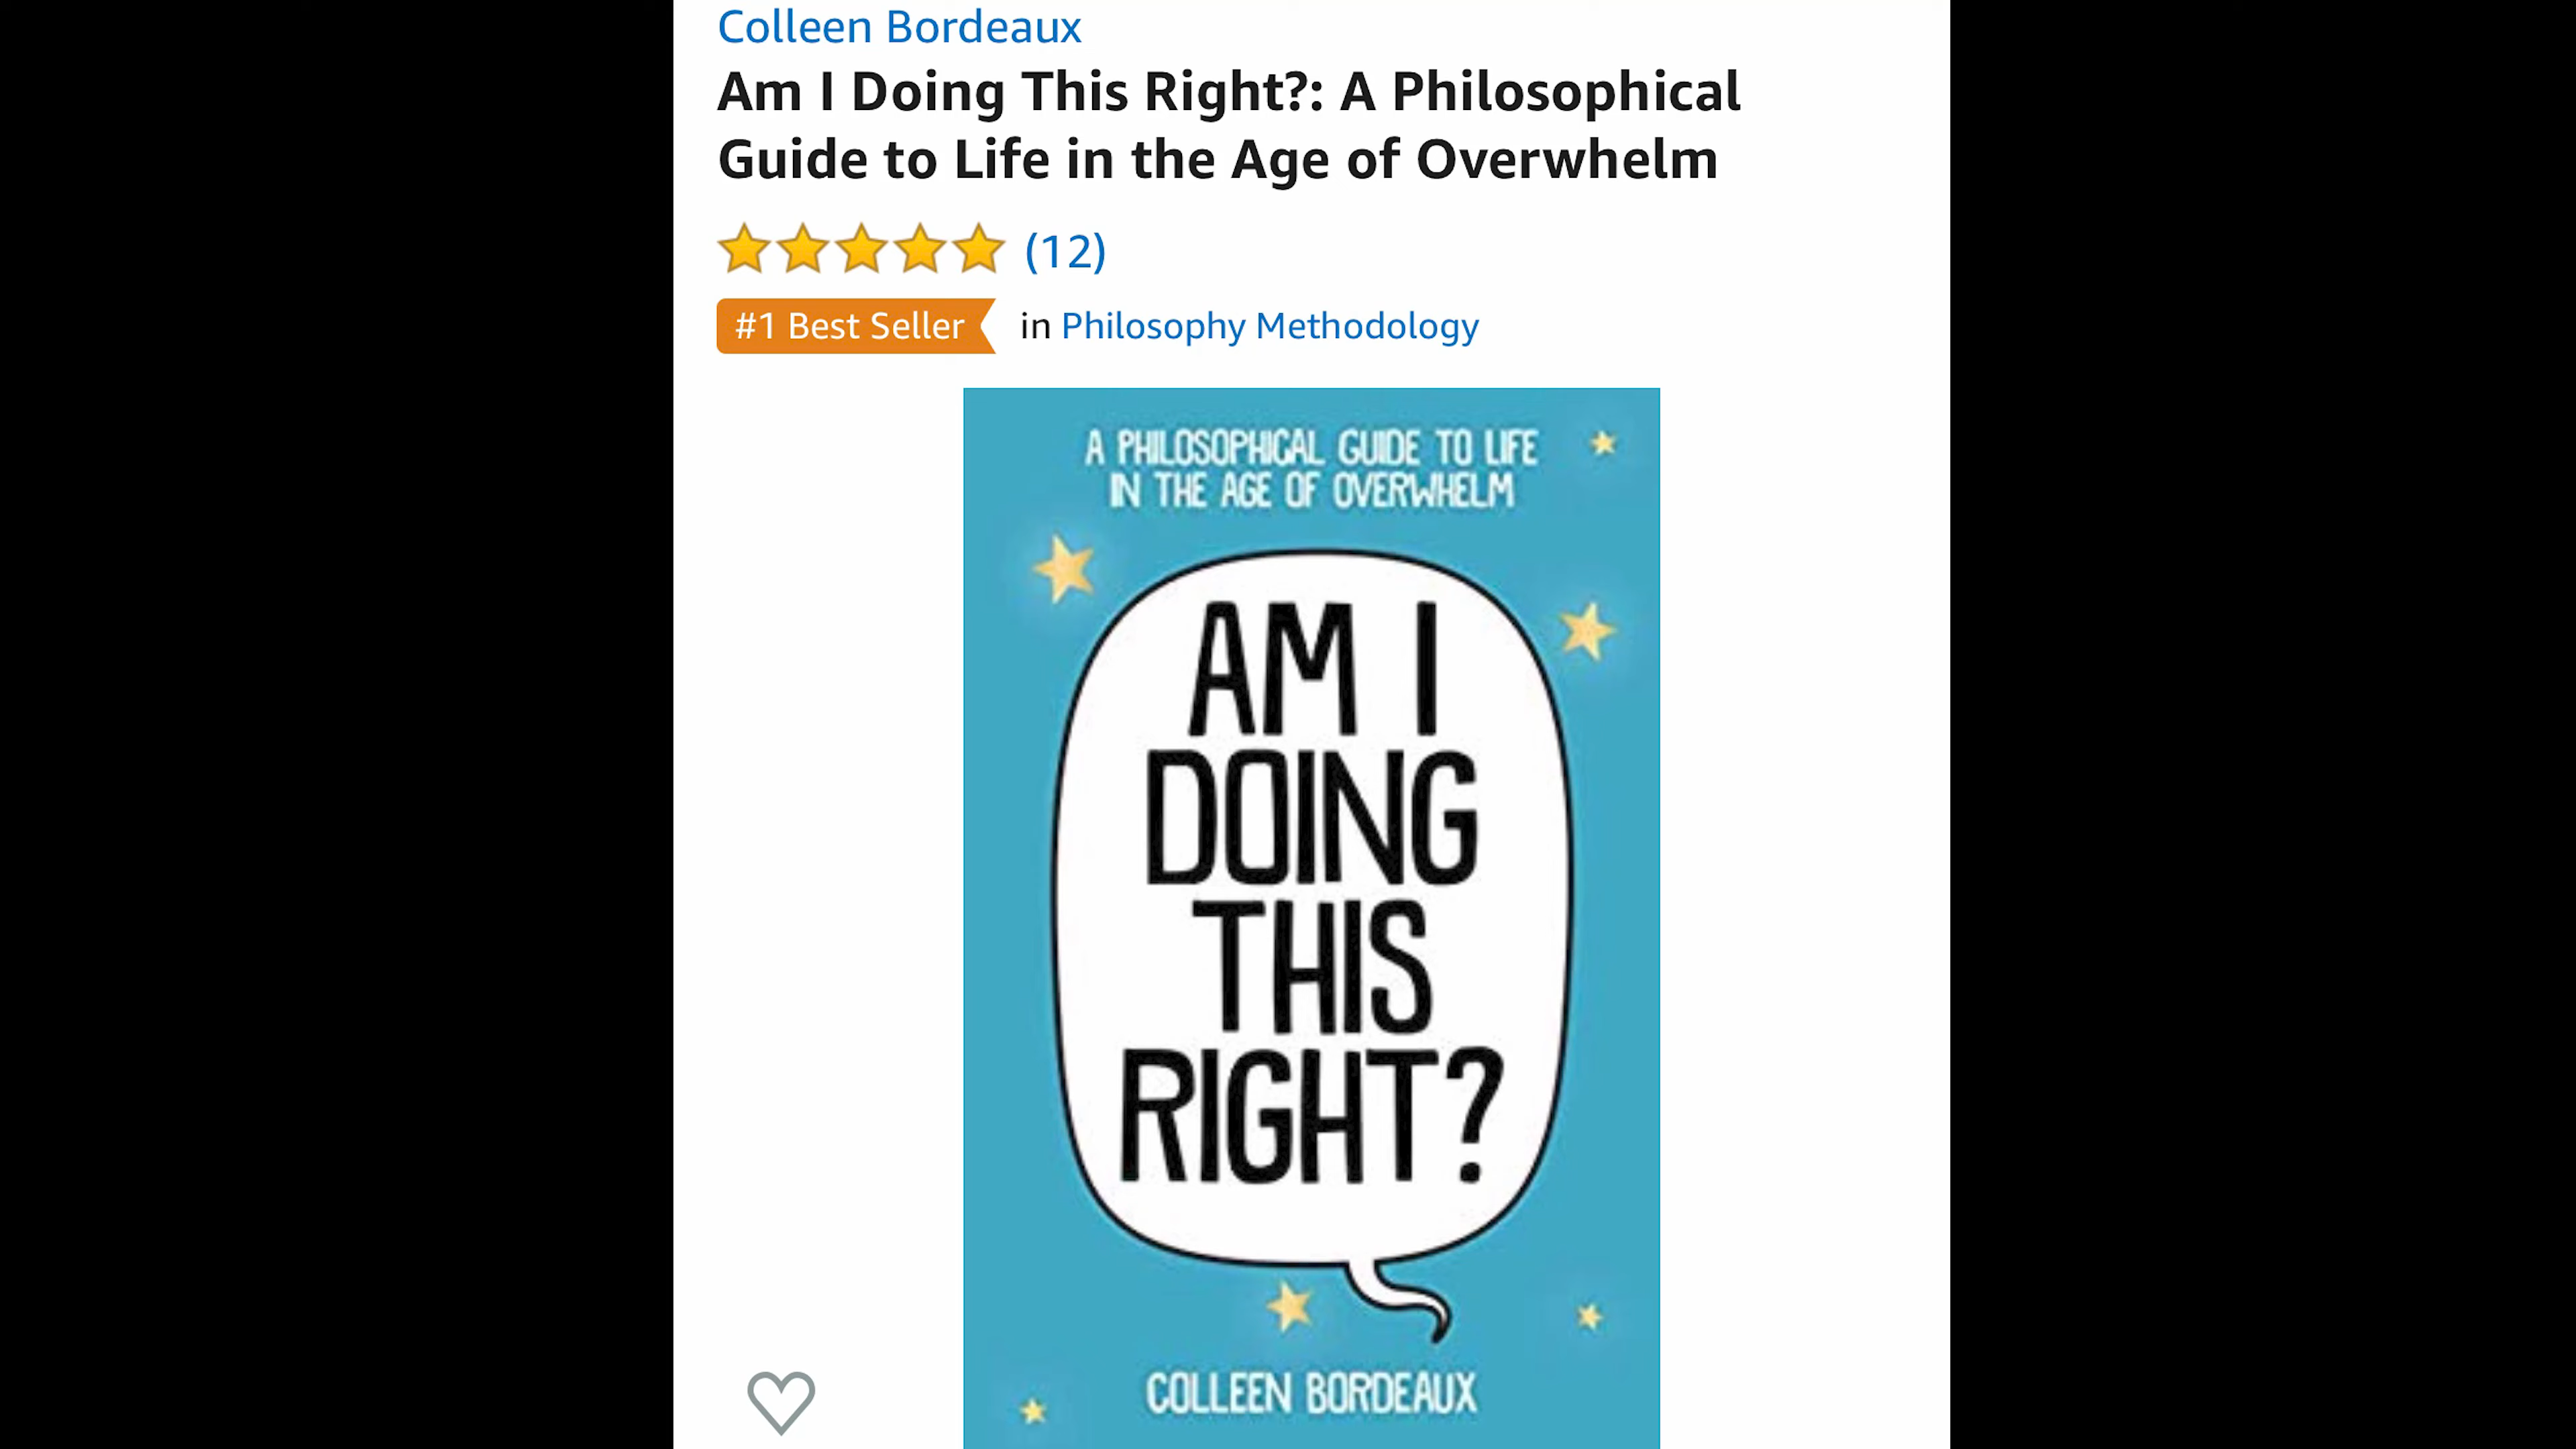 Colleen Bordeaux
Am I Doing This Right?: A Philosophical
Guide to Life in the Age of Overwhelm
(12)
#1 Best Seller in Philosophy Methodology
A PHILOSOPHICAL GUIDE TO LIFE
IN THE AGE OF OVERWHELM
AM I
DOING
THIS
RIGHT?
COLLEEN BORDEAUX